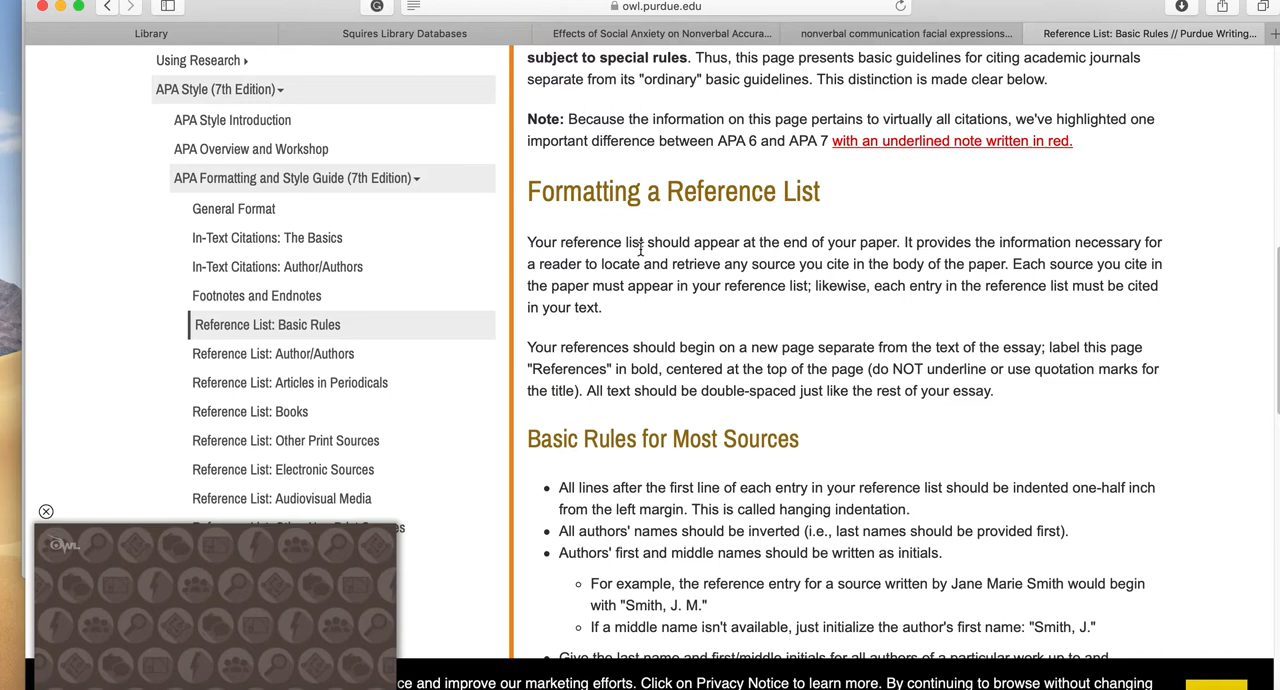 owl.purdue.edu
Library
Squires Library Databases
Effects of Social Anxiety on Nonverbal Accura...
nonverbal communication facial expressions...
Reference List: Basic Rules // Purdue Writing...
Using Research
APA Style (7th Edition)
APA Style Introduction
APA Overview and Workshop
APA Formatting and Style Guide (7th Edition)
General Format
In-Text Citations: The Basics
In-Text Citations: Author/Authors
Footnotes and Endnotes
Reference List: Basic Rules
Reference List: Author/Authors
Reference List: Articles in Periodicals
Reference List: Books
Reference List: Other Print Sources
Reference List: Electronic Sources
Reference List: Audiovisual Media
OWL
subject to special rules. Thus, this page presents basic guidelines for citing academic journals
separate from its "ordinary" basic guidelines. This distinction is made clear below.
Note: Because the information on this page pertains to virtually all citations, we've highlighted one
important difference between APA 6 and APA 7 with an underlined note written in red.
Formatting a Reference List
Your reference list should appear at the end of your paper. It provides the information necessary for
a reader to locate and retrieve any source you cite in the body of the paper. Each source you cite in
the paper must appear in your reference list; likewise, each entry in the reference list must be cited
in your text.
Your references should begin on a new page separate from the text of the essay; label this page
"References" in bold, centered at the top of the page (do NOT underline or use quotation marks for
the title). All text should be double-spaced just like the rest of your essay.
Basic Rules for Most Sources
All lines after the first line of each entry in your reference list should be indented one-half inch
from the left margin. This is called hanging indentation.
All authors' names should be inverted (i.e., last names should be provided first).
Authors' first and middle names should be written as initials.
For example, the reference entry for a source written by Jane Marie Smith would begin
with "Smith, J. M."
If a middle name isn't available, just initialize the author's first name: "Smith, J."
Give the last name and first/middle initials for all authors of a particular work up to and
ce and improve our marketing efforts. Click on Privacy Notice to learn more. By continuing to browse without changing